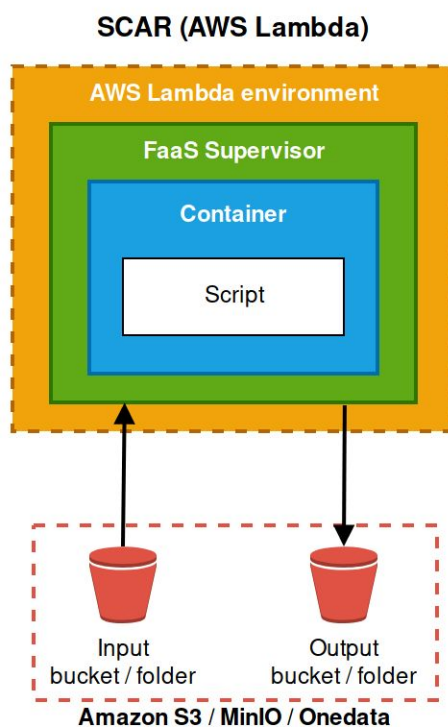 SCAR (AWS Lambda)
AWS Lambda environment
FaaS Supervisor
Container
Script
Input
bucket / folder
Output
bucket / folder
Amazon S3 / MinIO / Onedata